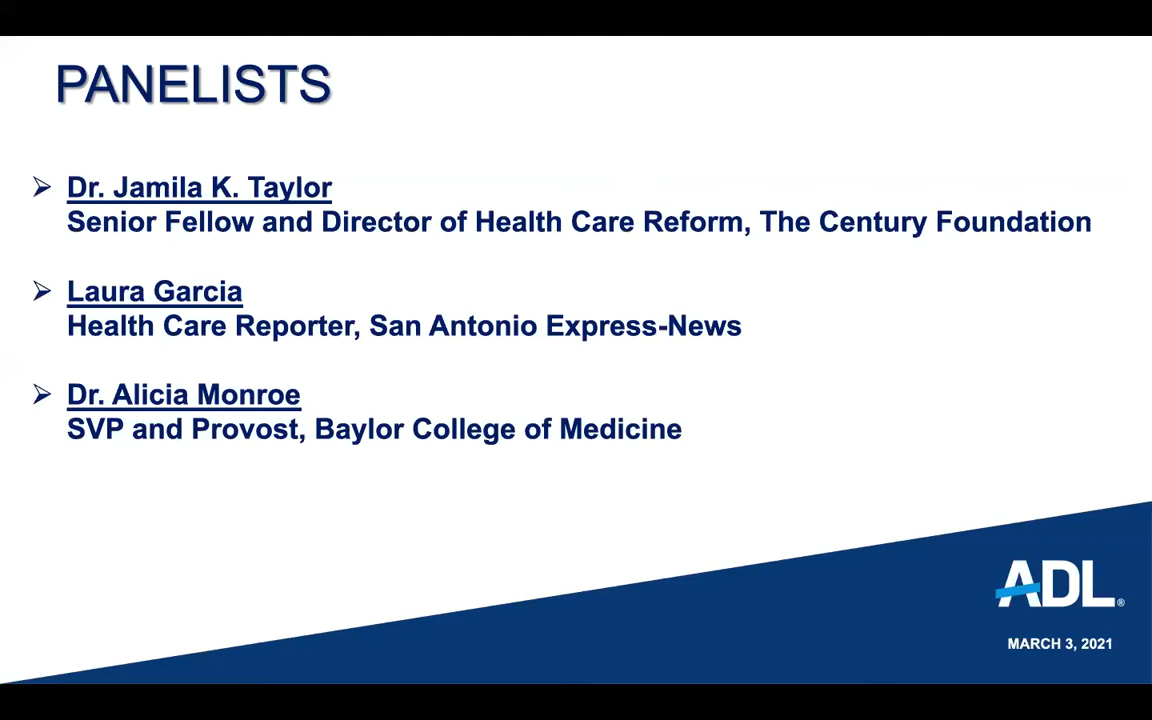 PANELISTS
➢ Dr. Jamila K. Taylor
Senior Fellow and Director of Health Care Reform, The Century Foundation
➢ Laura Garcia
Health Care Reporter, San Antonio Express-News
➢ Dr. Alicia Monroe
SVP and Provost, Baylor College of Medicine
ADL®
MARCH 3, 2021